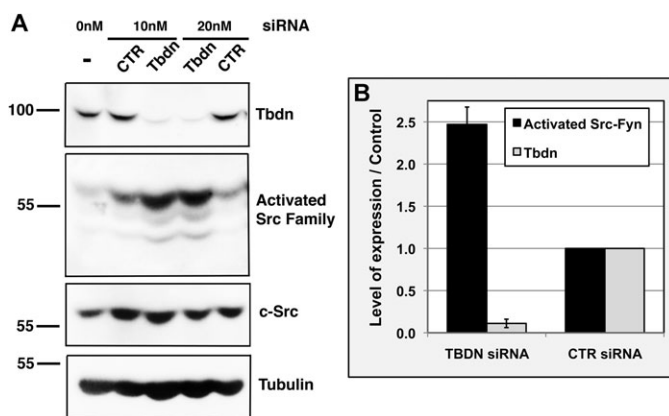 A
0nM 10nM 20nM siRNA
- CTR Tbdn Tbdn CTR
100
Tbdn
55
Activated
Src Family
55
c-Src
55
Tubulin
B
Level of expression / Control
2.5
2.0
1.5
1.0
0.5
0.0
Activated Src-Fyn
Tbdn
TBDN siRNA CTR siRNA